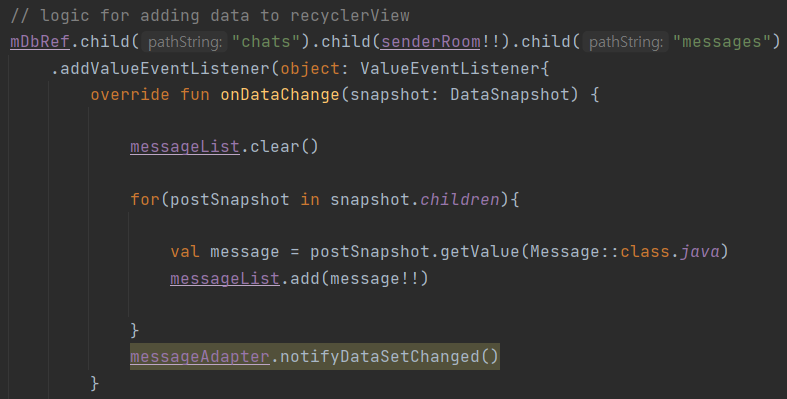 // logic for adding data to recyclerView
mDbRef.child( pathString: "chats").child(senderRoom!!).child( pathString: "messages")
.addValueEventListener(object: ValueEventListener{
override fun onDataChange(snapshot: DataSnapshot) {
messageList.clear()
for(postSnapshot in snapshot.children){
val message = postSnapshot.getValue(Message::class.java)
messageList.add(message!!)
}
messageAdapter.notifyDataSetChanged()
}